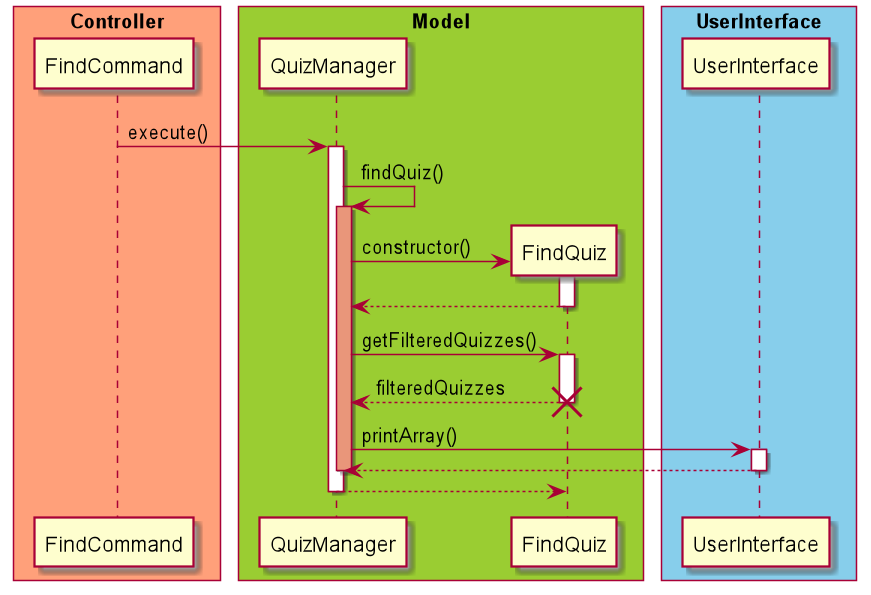 Controller
Model
UserInterface
FindCommand
QuizManager
UserInterface
execute()
findQuiz()
FindQuiz
constructor()
getFilteredQuizzes()
filteredQuizzes
printArray()
FindCommand
QuizManager
FindQuiz
UserInterface